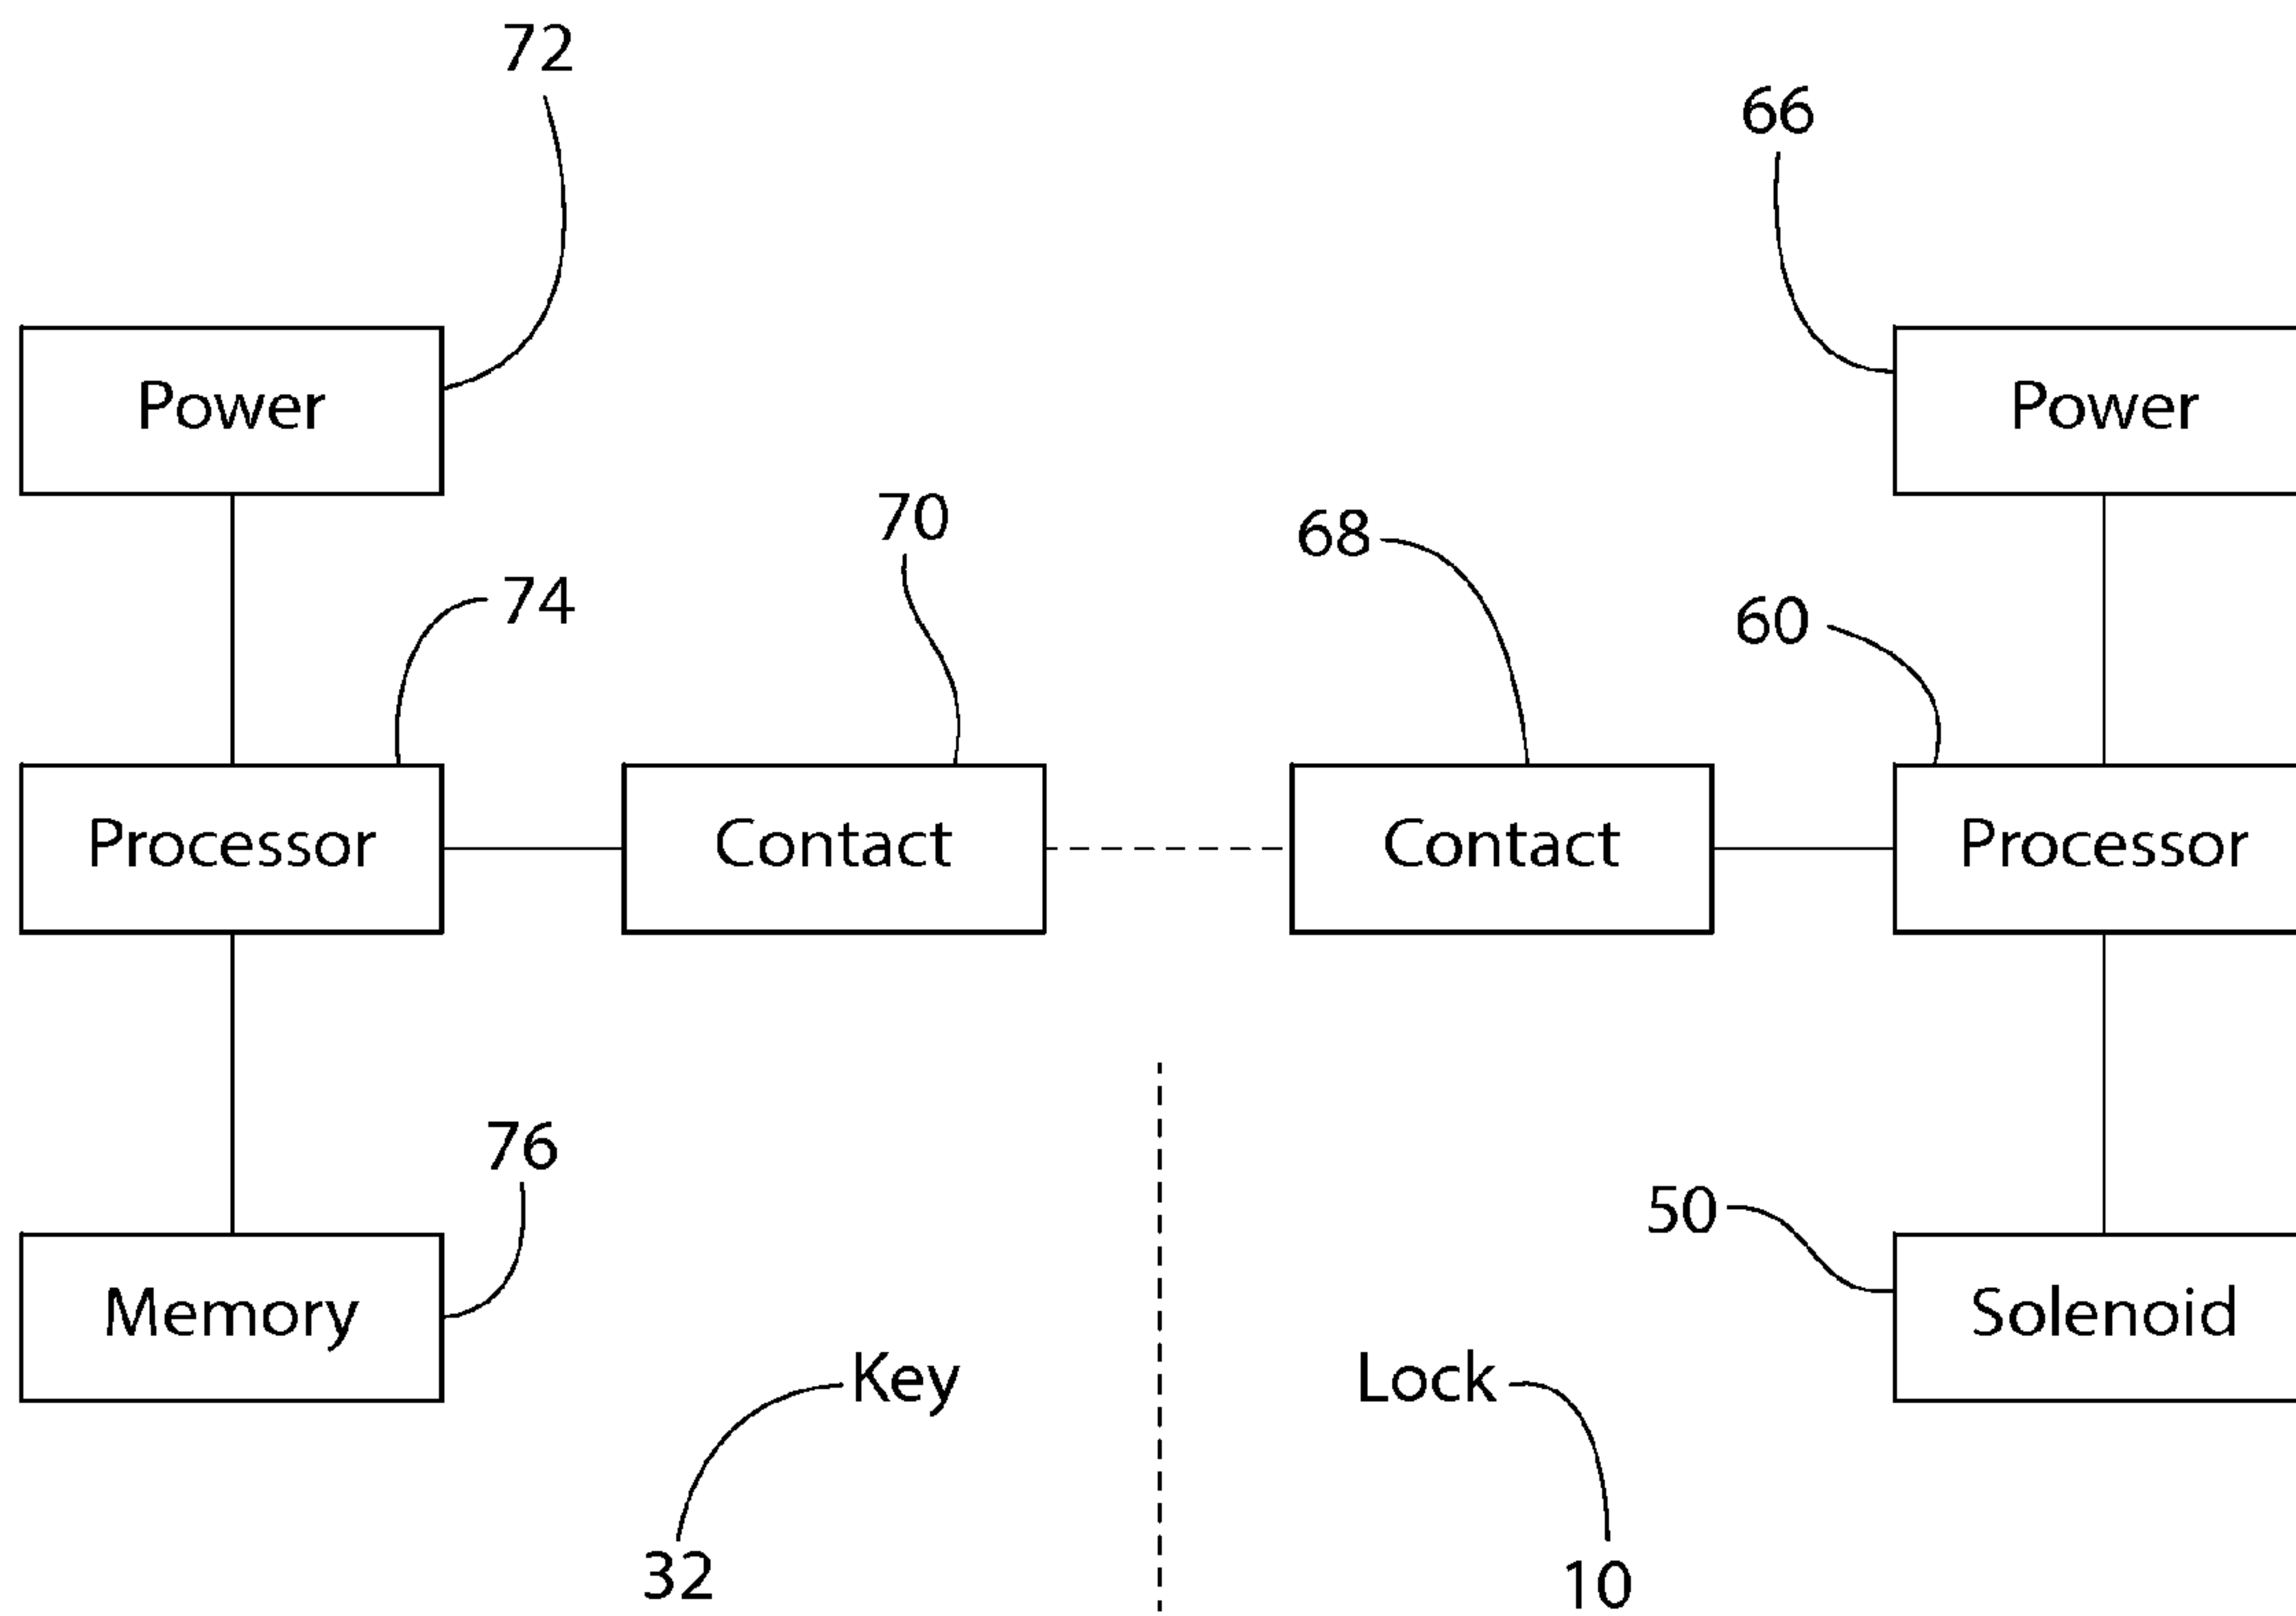 72
66
Power
Power
70
68
74
60
Processor
Contact
Contact
Processor
76
50
Memory
Solenoid
Key
Lock
32
10